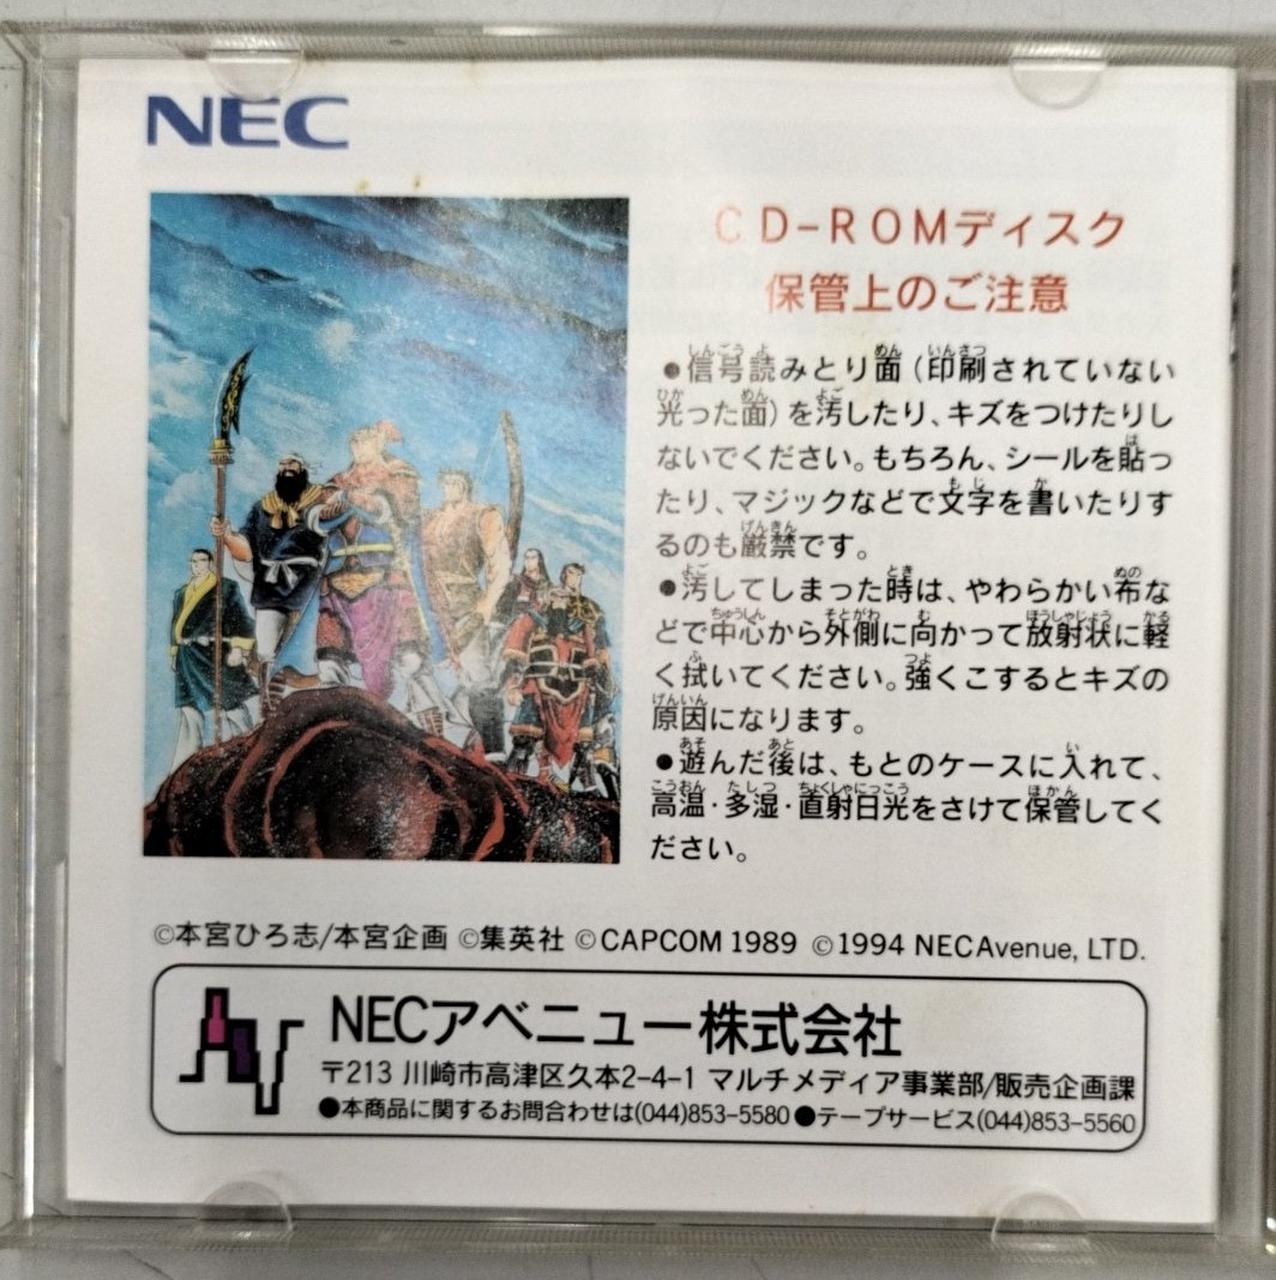 NEC
CD-ROMディスク
保管上のご注意
●信号読みとり面（印刷されていない
光った面）を汚したり、キズをつけたりし
ないでください。もちろん、シールを貼っ
たり、マジックなどで文字を書いたりす
るのも厳禁です。
●汚してしまった時は、やわらかい布な
どで中心から外側に向かって放射状に軽
く拭いてください。強くこするとキズの
原因になります。
●遊んだ後は、もとのケースに入れて、
高温・多湿・直射日光をさけて保管してく
ださい。
©本宮ひろ志/本宮企画 ©集英社 ©CAPCOM 1989 ©1994 NECAvenue, LTD.
NECアベニュー株式会社
〒213 川崎市高津区久本2-4-1 マルチメディア事業部/販売企画課
●本商品に関するお問合わせは(044)853-5580 ●テープサービス(044)853-5560